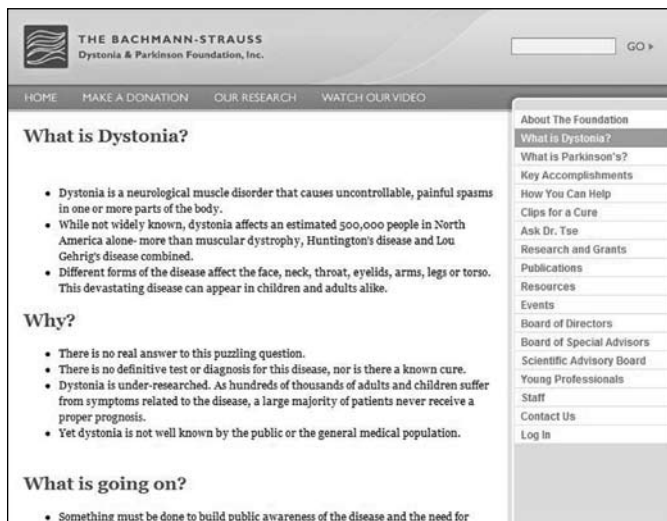 THE BACHMANN-STRAUSS
Dystonia & Parkinson Foundation, Inc.
GO
HOME MAKE A DONATION OUR RESEARCH WATCH OUR VIDEO
What is Dystonia?
• Dystonia is a neurological muscle disorder that causes uncontrollable, painful spasms
in one or more parts of the body.
• While not widely known, dystonia affects an estimated 500,000 people in North
America alone- more than muscular dystrophy, Huntington's disease and Lou
Gehrig's disease combined.
• Different forms of the disease affect the face, neck, throat, eyelids, arms, legs or torso.
This devastating disease can appear in children and adults alike.
Why?
• There is no real answer to this puzzling question.
• There is no definitive test or diagnosis for this disease, nor is there a known cure.
• Dystonia is under-researched. As hundreds of thousands of adults and children suffer
from symptoms related to the disease, a large majority of patients never receive a
proper prognosis.
• Yet dystonia is not well known by the public or the general medical population.
What is going on?
• Something must be done to build public awareness of the disease and the need for
About The Foundation
What is Dystonia?
What is Parkinson's?
Key Accomplishments
How You Can Help
Clips for a Cure
Ask Dr. Tse
Research and Grants
Publications
Resources
Events
Board of Directors
Board of Special Advisors
Scientific Advisory Board
Young Professionals
Staff
Contact Us
Log In